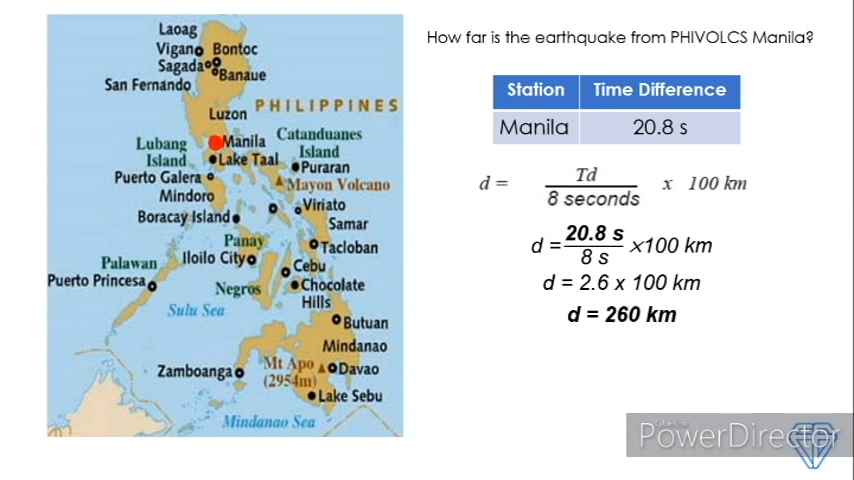 Laoag
Vigan Bontoc
Sagada
Banaue
San Fernando
PHILIPPINES
Luzon
Manila
Catanduanes
Island
Lubang
Island
Lake Taal
Puraran
Puerto Galera
Mayon Volcano
Mindoro
Viriato
Boracay Island
Samar
Panay
Tacloban
Iloilo City
Palawan
Cebu
Puerto Princesa
Negros
Chocolate
Hills
Sulu Sea
Butuan
Mindanao
Zamboanga
Mt Apo
(2954m)
Davao
Lake Sebu
Mindanao Sea
How far is the earthquake from PHIVOLCS Manila?
Station Time Difference
Manila 20.8 s
d = Td / 8 seconds x 100 km
d = 20.8 s / 8 s ×100 km
d = 2.6 x 100 km
d = 260 km
PowerDirector